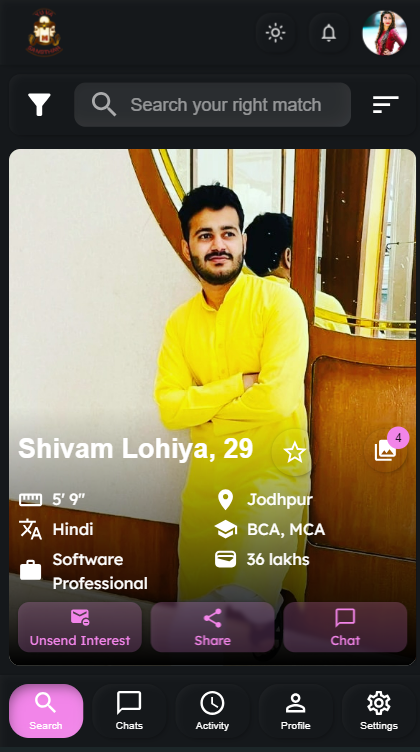 Search your right match
Shivam Lohiya, 29
4
5' 9"
Jodhpur
Hindi
BCA, MCA
Software
Professional
36 lakhs
Unsend Interest
Share
Chat
Search
Chats
Activity
Profile
Settings